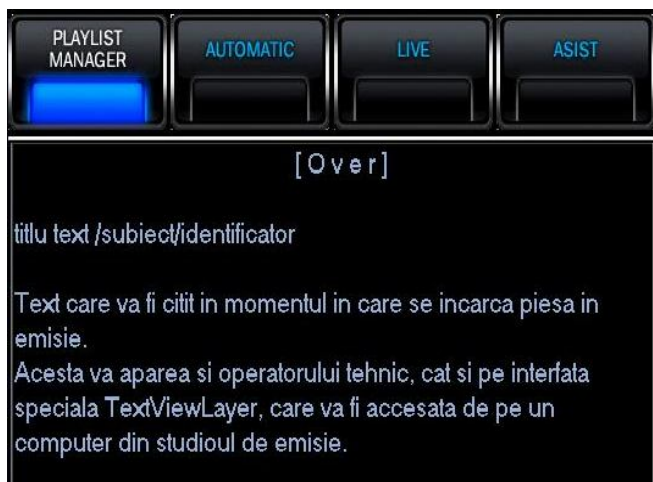 PLAYLIST
MANAGER
AUTOMATIC
LIVE
ASIST
[Over]
titlu text /subiect/identificator
Text care va fi citit in momentul in care se incarca piesa in
emisie.
Acesta va aparea si operatorului tehnic, cat si pe interfata
speciala TextViewLayer, care va fi accesata de pe un
computer din studioul de emisie.